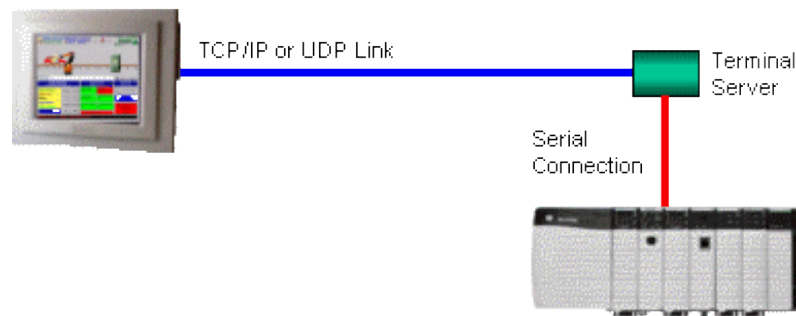 TCP/IP or UDP Link
Terminal
Server
Serial
Connection